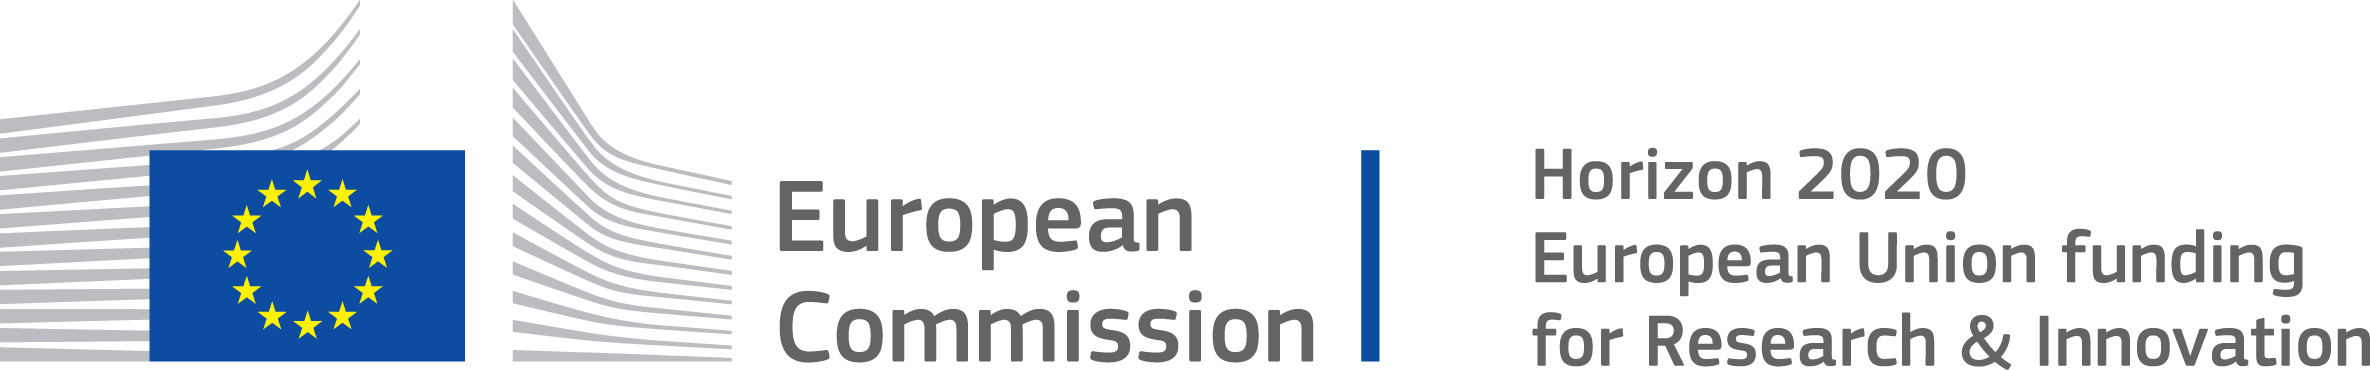 European
Commission
Horizon 2020
European Union funding
for Research & Innovation